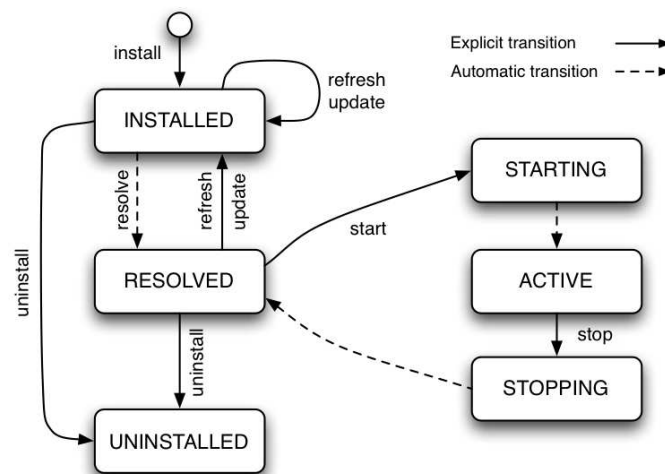 install
Explicit transition
Automatic transition
refresh
update
INSTALLED
STARTING
resolve
refresh
update
start
uninstall
RESOLVED
ACTIVE
stop
uninstall
STOPPING
UNINSTALLED